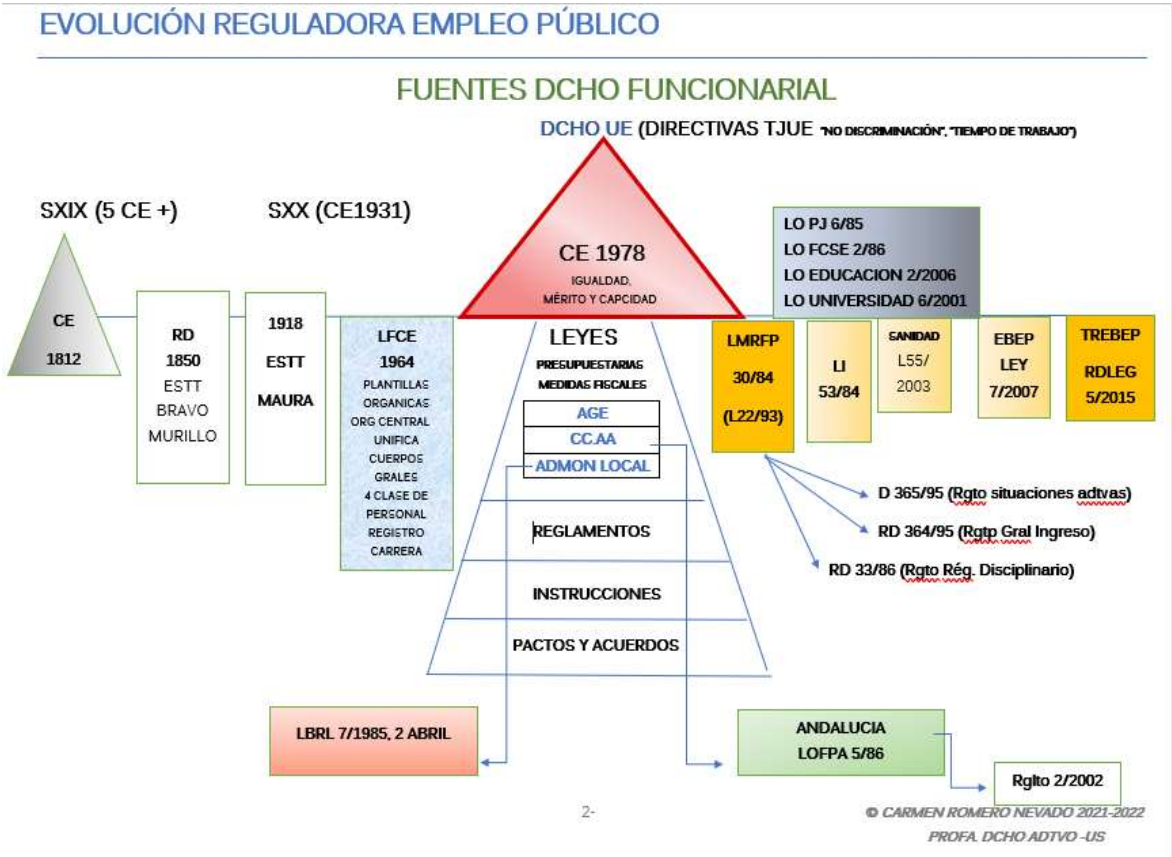 EVOLUCIÓN REGULADORA EMPLEO PÚBLICO
FUENTES DCHO FUNCIONARIAL
DCHO UE (DIRECTIVAS TJUE "NO DISCRIMINACIÓN", "TIEMPO DE TRABAJO")
SXIX (5 CE +)
SXX (CE1931)
CE
1812
RD
1850
ESTT
BRAVO
MURILLO
1918
ESTT
MAURA
LFCE
1964
PLANTILLAS
ORGANICAS
ORG CENTRAL
UNIFICA
CUERPOS
GRALES
4 CLASE DE
PERSONAL
REGISTRO
CARRERA
CE 1978
IGUALDAD,
MÉRITO Y CAPCIDAD
LEYES
PRESUPUESTARIAS
MEDIDAS FISCALES
AGE
CC.AA
ADMON LOCAL
REGLAMENTOS
INSTRUCCIONES
PACTOS Y ACUERDOS
LO PJ 6/85
LO FCSE 2/86
LO EDUCACION 2/2006
LO UNIVERSIDAD 6/2001
LMRFP
30/84
(L22/93)
LI
53/84
SANIDAD
L55/
2003
EBEP
LEY
7/2007
TREBEP
RDLEG
5/2015
D 365/95 (Rgto situaciones adtvas)
RD 364/95 (Rgtp Gral Ingreso)
RD 33/86 (Rgto Rég. Disciplinario)
LBRL 7/1985, 2 ABRIL
ANDALUCIA
LOFPA 5/86
Rglto 2/2002
2-
© CARMEN ROMERO NEVADO 2021-2022
PROFA. DCHO ADTVO -US